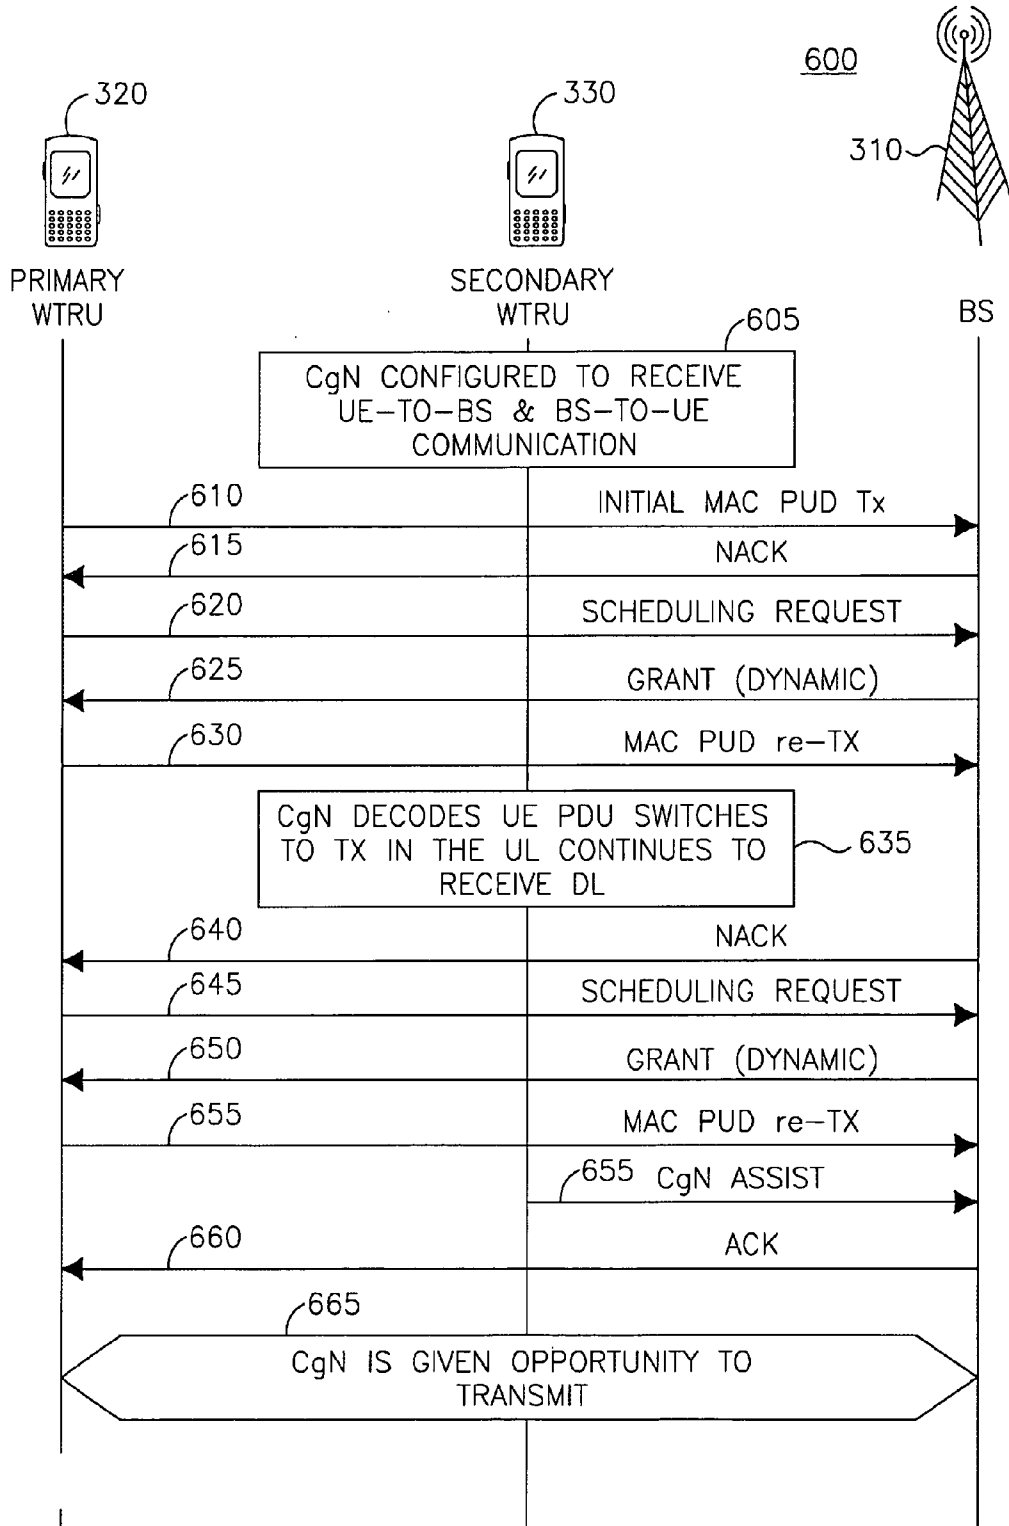 600
320
330
310
PRIMARY
WTRU
SECONDARY
WTRU
BS
605
CgN CONFIGURED TO RECEIVE
UE-TO-BS & BS-TO-UE
COMMUNICATION
610
INITIAL MAC PUD Tx
615
NACK
620
SCHEDULING REQUEST
625
GRANT (DYNAMIC)
630
MAC PUD re-TX
CgN DECODES UE PDU SWITCHES
TO TX IN THE UL CONTINUES TO
RECEIVE DL
635
640
NACK
645
SCHEDULING REQUEST
650
GRANT (DYNAMIC)
655
MAC PUD re-TX
655
CgN ASSIST
660
ACK
665
CgN IS GIVEN OPPORTUNITY TO
TRANSMIT